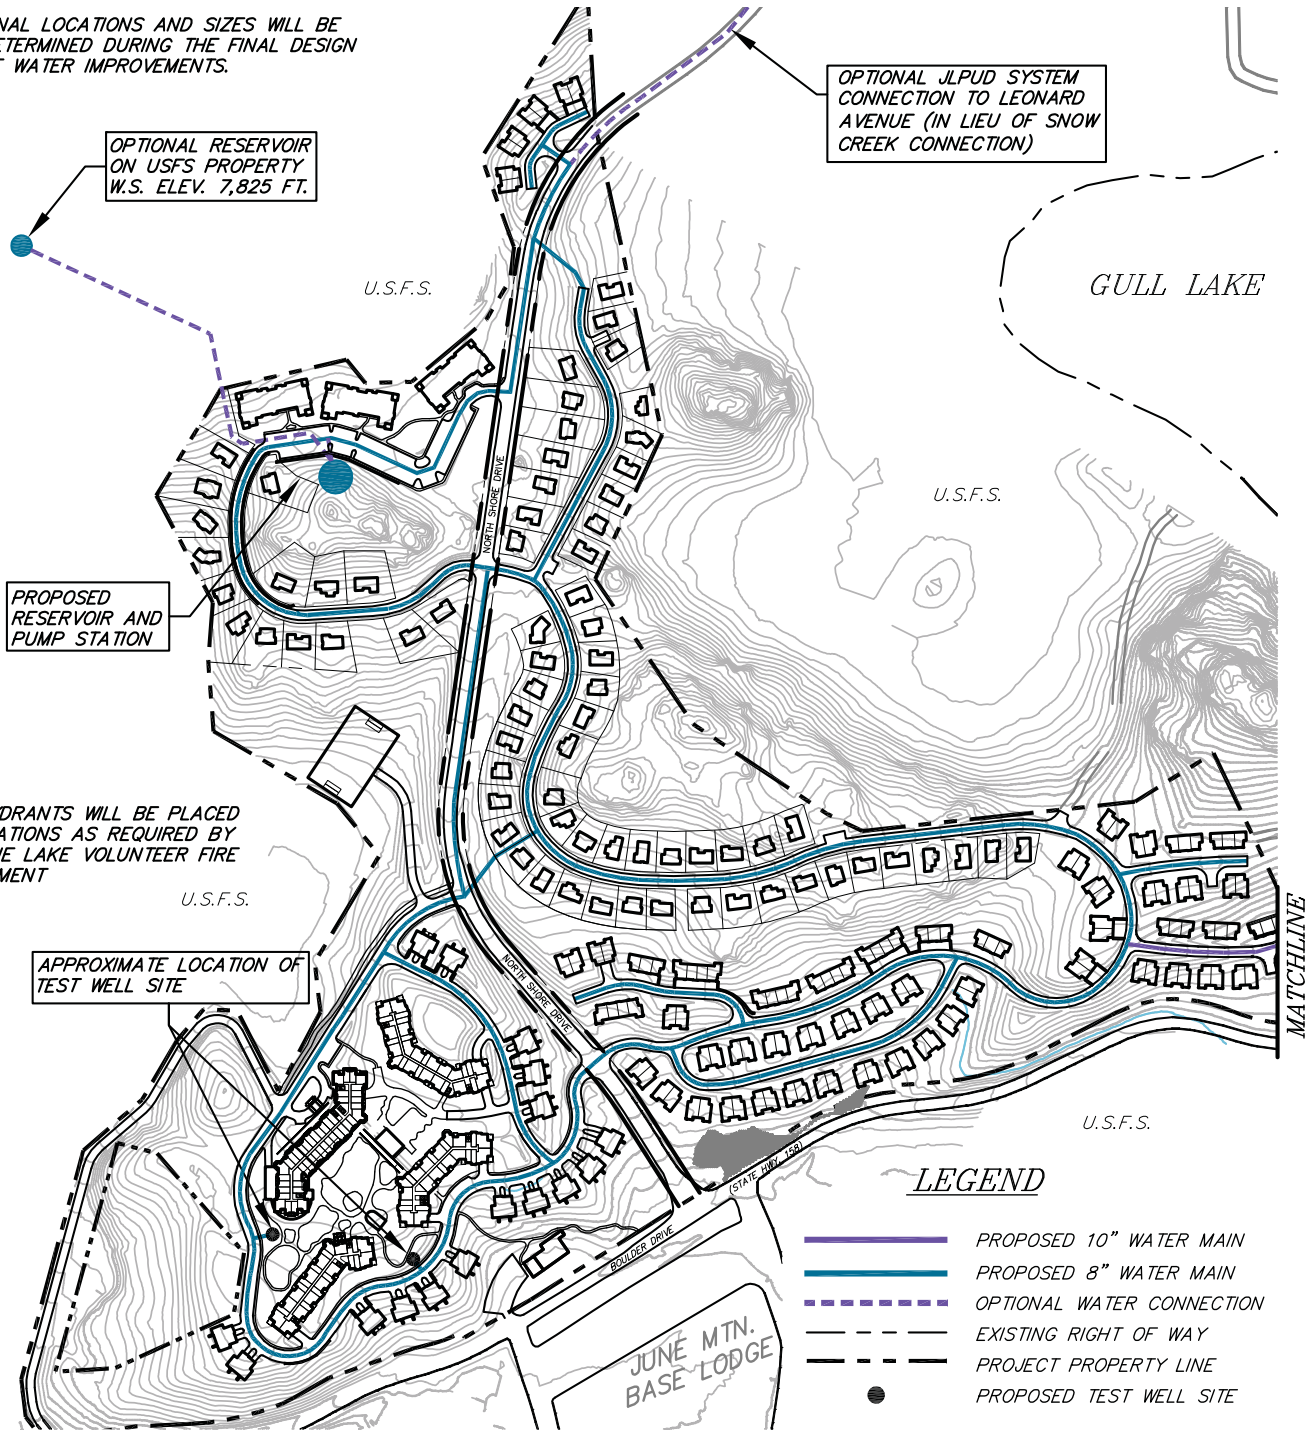 NAL LOCATIONS AND SIZES WILL BE
ETERMINED DURING THE FINAL DESIGN
WATER IMPROVEMENTS.
OPTIONAL JLPUD SYSTEM
CONNECTION TO LEONARD
AVENUE (IN LIEU OF SNOW
CREEK CONNECTION)
OPTIONAL RESERVOIR
ON USFS PROPERTY
W.S. ELEV. 7,825 FT.
U.S.F.S.
GULL LAKE
U.S.F.S.
NORTH SHORE DRIVE
PROPOSED
RESERVOIR AND
PUMP STATION
DRANTS WILL BE PLACED
ATIONS AS REQUIRED BY
NE LAKE VOLUNTEER FIRE
MENT
U.S.F.S.
MATCHLINE
APPROXIMATE LOCATION OF
TEST WELL SITE
NORTH SHORE DRIVE
U.S.F.S.
(STATE HWY. 158)
BOULDER DRIVE
JUNE MTN.
BASE LODGE
LEGEND
PROPOSED 10" WATER MAIN
PROPOSED 8" WATER MAIN
OPTIONAL WATER CONNECTION
EXISTING RIGHT OF WAY
PROJECT PROPERTY LINE
PROPOSED TEST WELL SITE